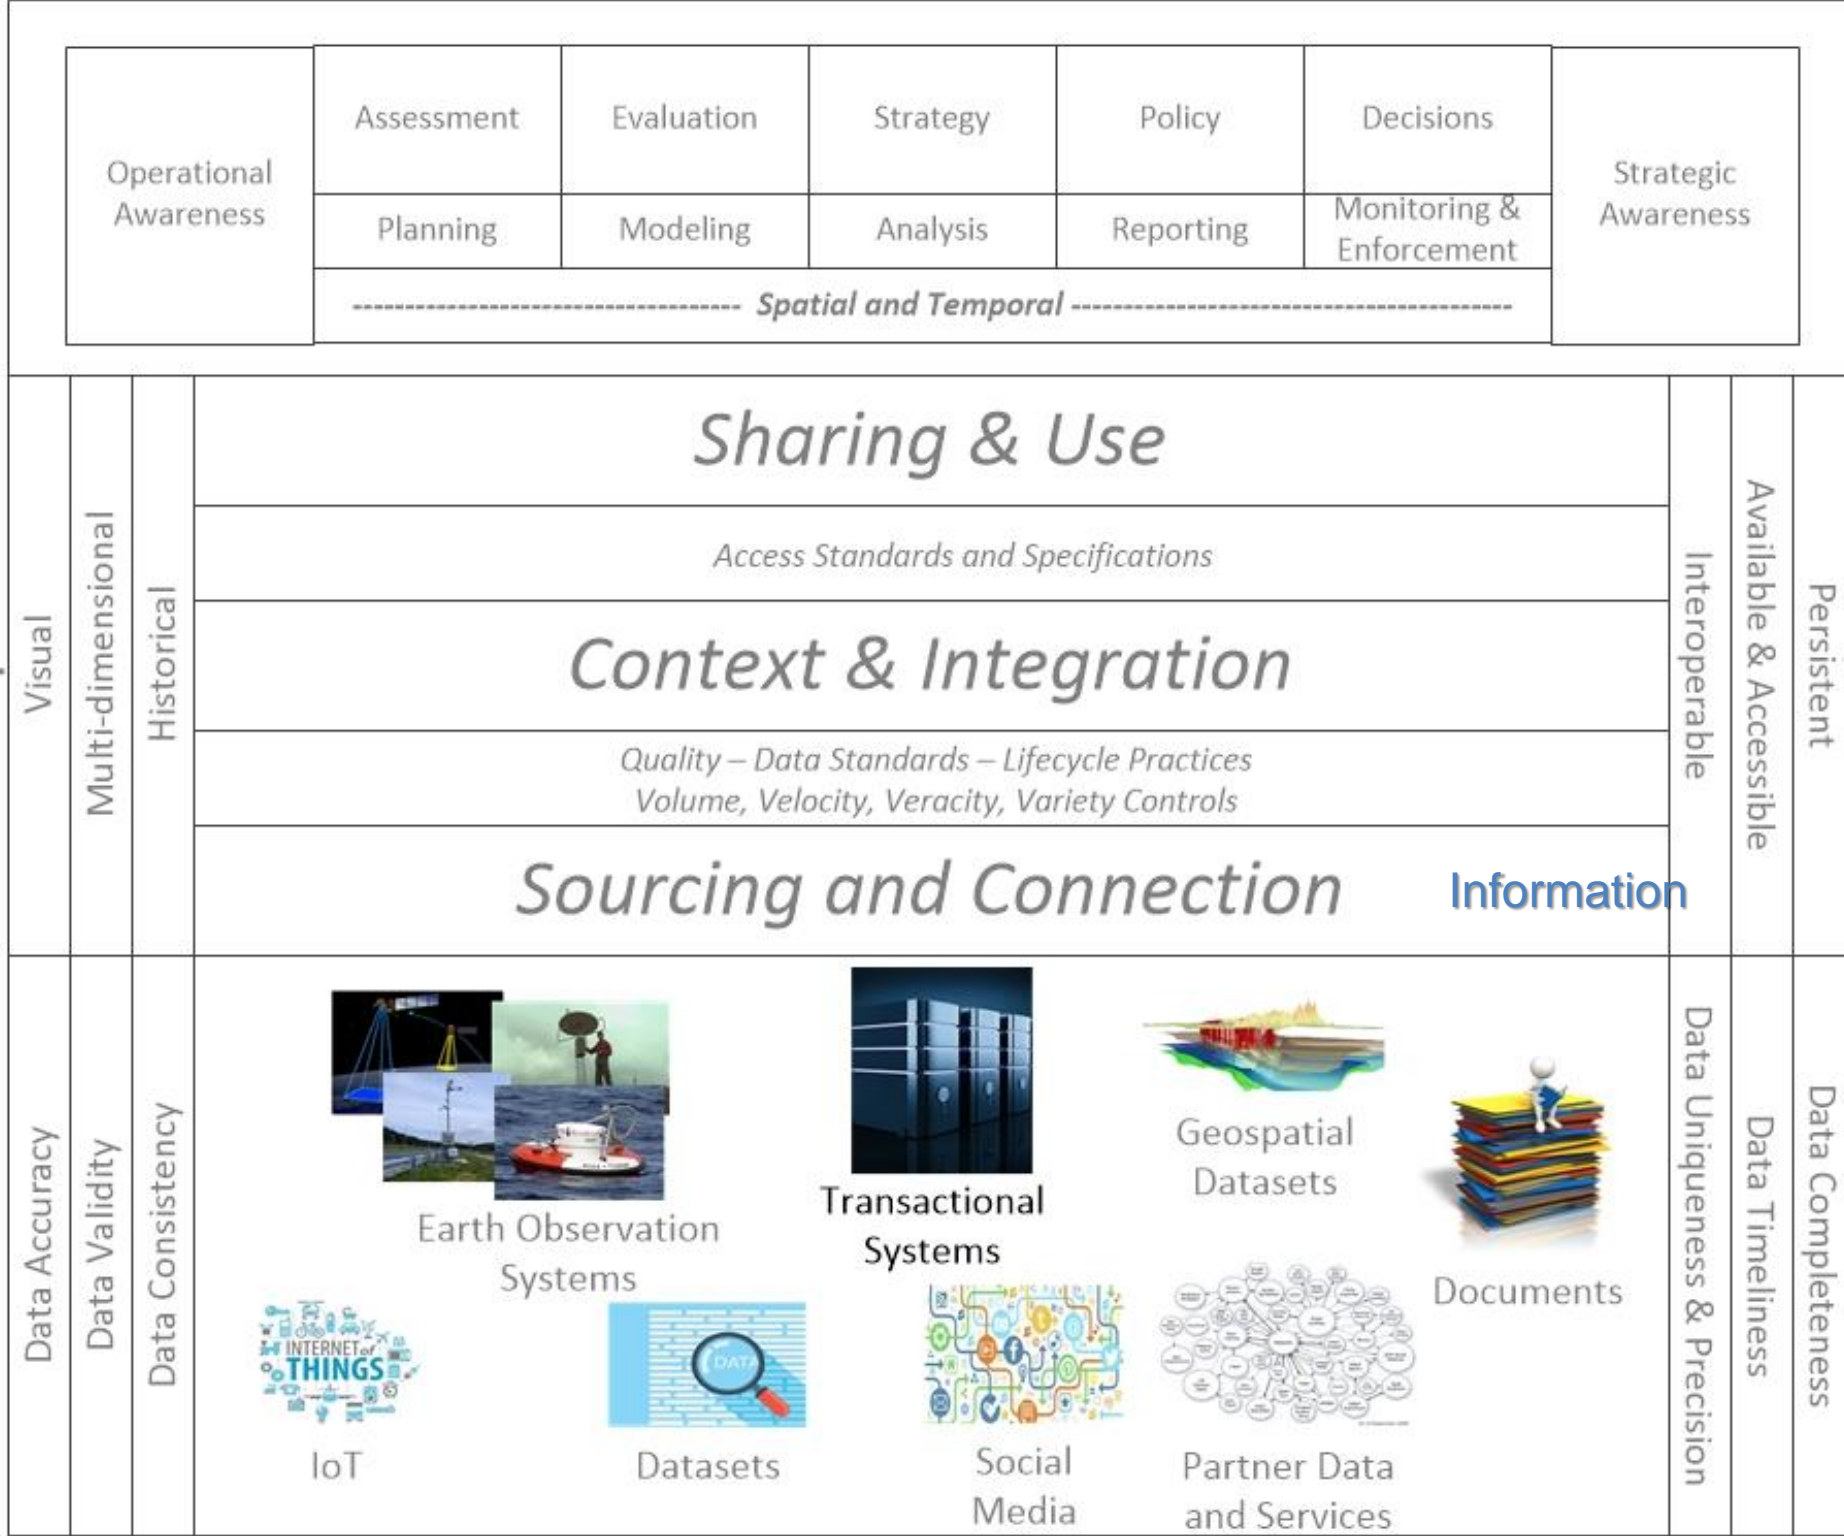 Operational
Awareness
Assessment
Evaluation
Strategy
Policy
Decisions
Planning
Modeling
Analysis
Reporting
Monitoring &
Enforcement
Strategic
Awareness
Spatial and Temporal
Visual
Multi-dimensional
Historical
Sharing & Use
Access Standards and Specifications
Context & Integration
Quality – Data Standards – Lifecycle Practices
Volume, Velocity, Veracity, Variety Controls
Sourcing and Connection
Information
Interoperable
Available & Accessible
Persistent
Data Accuracy
Data Validity
Data Consistency
Earth Observation
Systems
Transactional
Systems
Geospatial
Datasets
Documents
INTERNET of
THINGS
IoT
DATA
Datasets
Social
Media
Partner Data
and Services
Data Uniqueness & Precision
Data Timeliness
Data Completeness